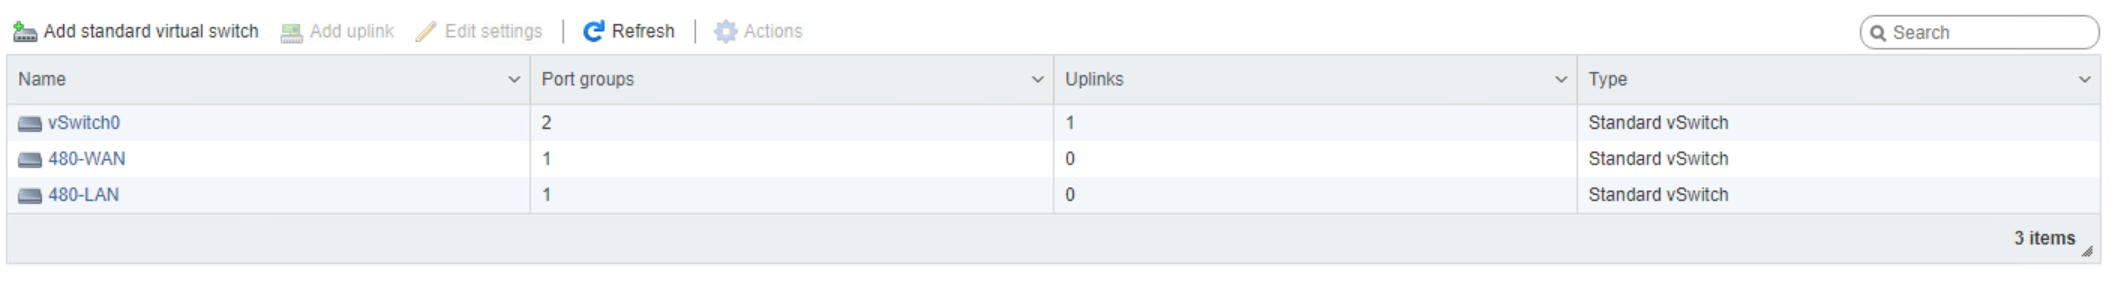 Add standard virtual switch Add uplink Edit settings Refresh Actions Search
Name Port groups Uplinks Type
vSwitch0 2 1 Standard vSwitch
480-WAN 1 0 Standard vSwitch
480-LAN 1 0 Standard vSwitch
3 items